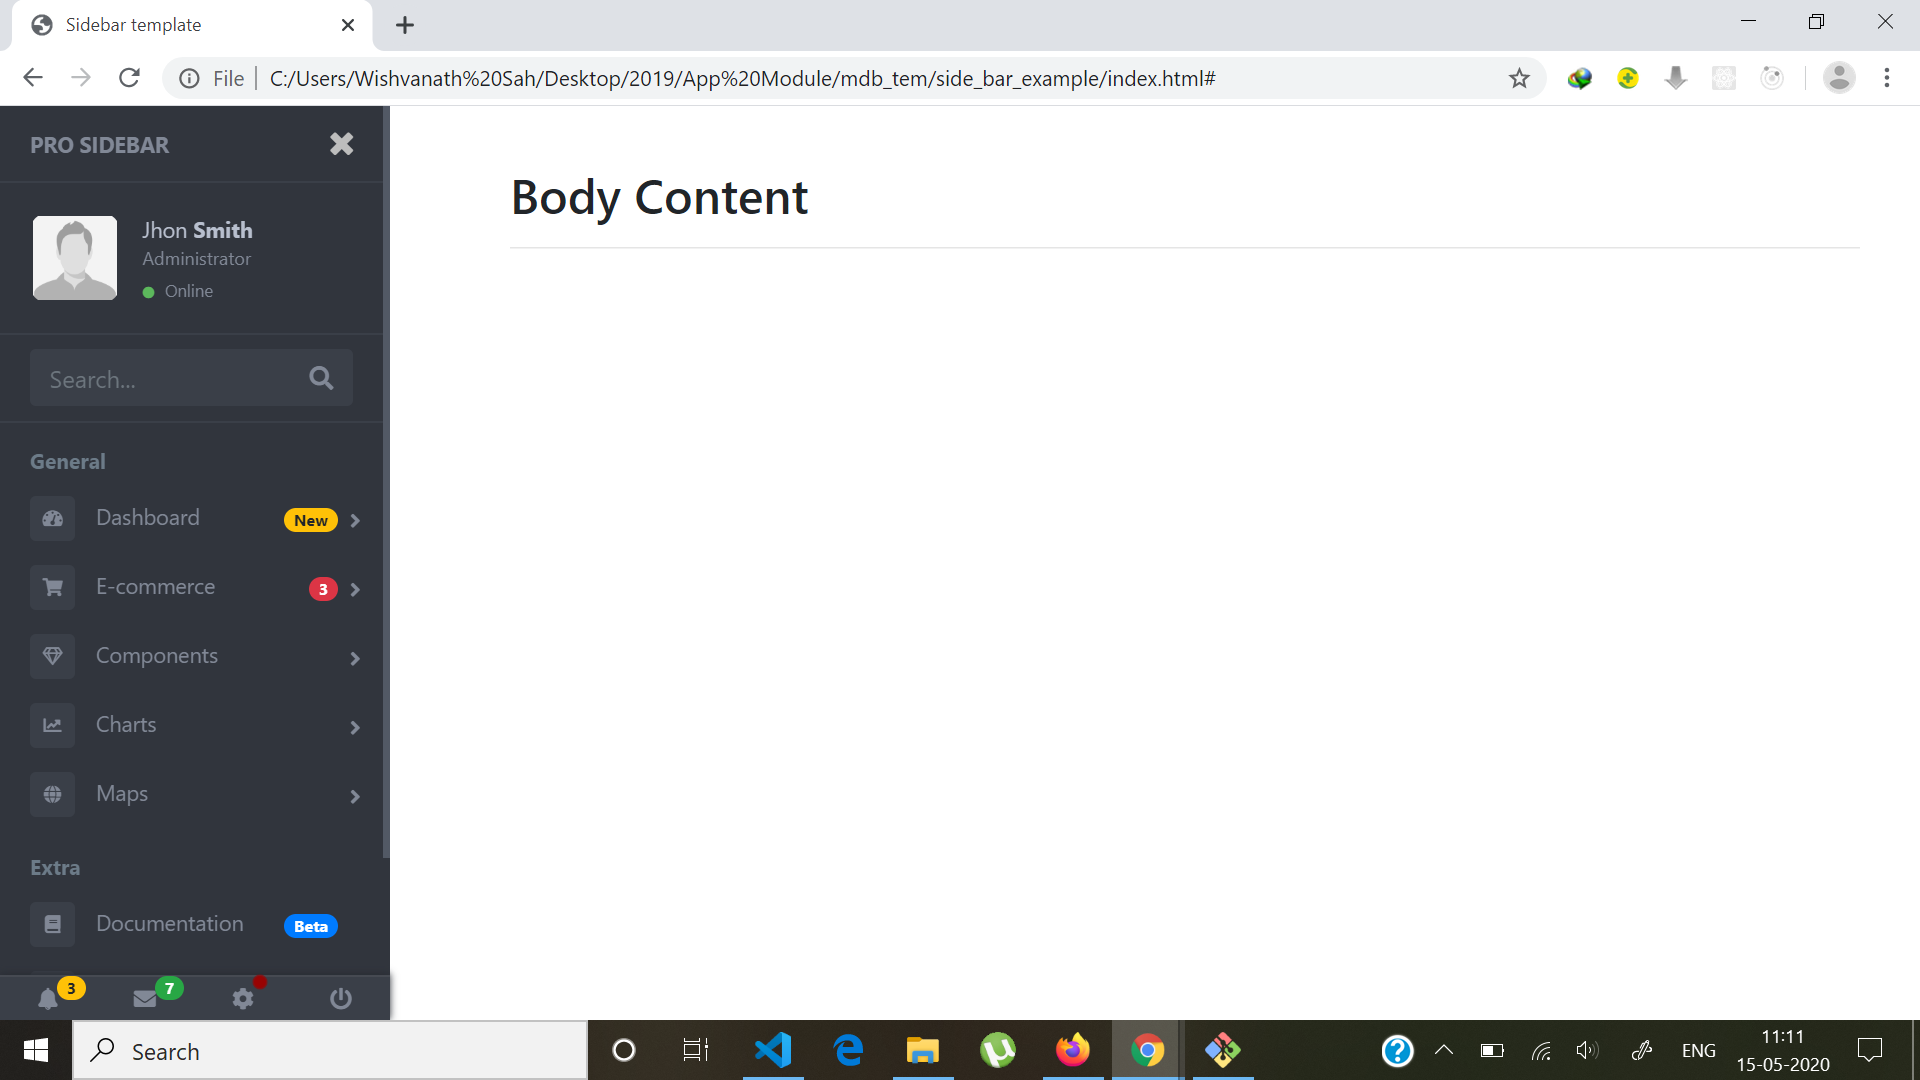 Sidebar template
File
C:/Users/Wishvanath%20Sah/Desktop/2019/App%20Module/mdb_tem/side_bar_example/index.html#
PRO SIDEBAR
Jhon Smith
Administrator
Online
Search...
General
Dashboard New
E-commerce 3
Components
Charts
Maps
Extra
Documentation Beta
3 7
Body Content
Search
ENG
11:11
15-05-2020